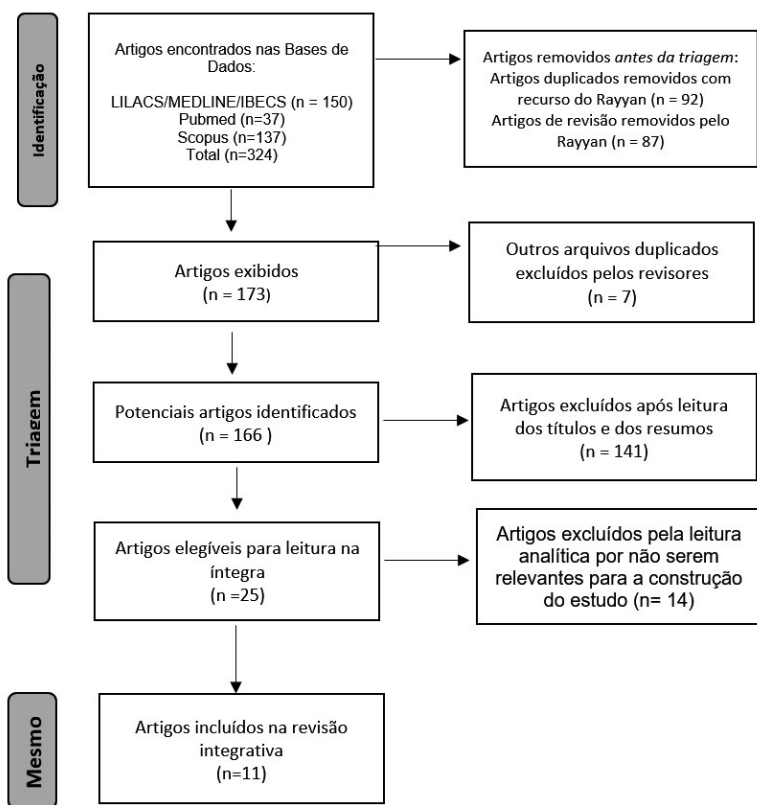 Identificação
Artigos encontrados nas Bases de
Dados:
LILACS/MEDLINE/IBECS (n = 150)
Pubmed (n=37)
Scopus (n=137)
Total (n=324)
Artigos removidos antes da triagem:
Artigos duplicados removidos com
recurso do Rayyan (n = 92)
Artigos de revisão removidos pelo
Rayyan (n = 87)
Triagem
Artigos exibidos
(n = 173)
Outros arquivos duplicados
excluídos pelos revisores
(n = 7)
Potenciais artigos identificados
(n = 166 )
Artigos excluídos após leitura
dos títulos e dos resumos
(n = 141)
Artigos elegíveis para leitura na
íntegra
(n =25)
Artigos excluídos pela leitura
analítica por não serem
relevantes para a construção
do estudo (n= 14)
Mesmo
Artigos incluídos na revisão
integrativa
(n=11)